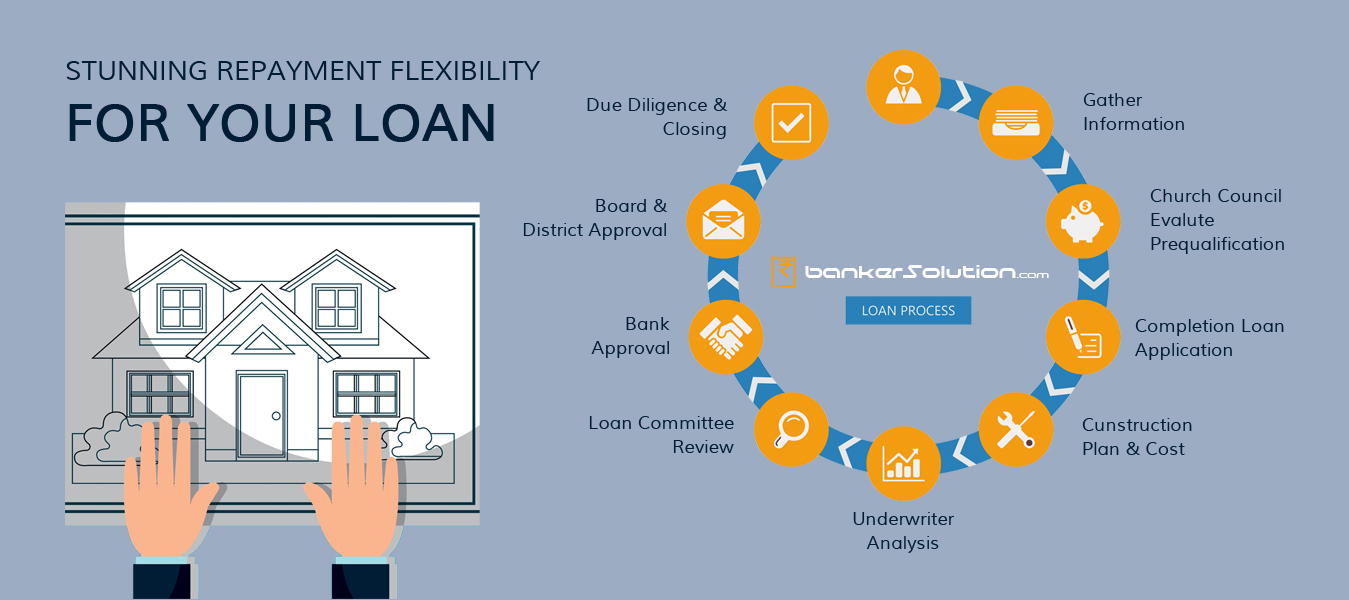 STUNNING REPAYMENT FLEXIBILITY
FOR YOUR LOAN
Gather
Information
Church Council
Evalute
Prequalification
Completion Loan
Application
Cunstruction
Plan & Cost
Underwriter
Analysis
Loan Committee
Review
Bank
Approval
Board &
District Approval
Due Diligence &
Closing
₹ bankerSolution.com
LOAN PROCESS
$